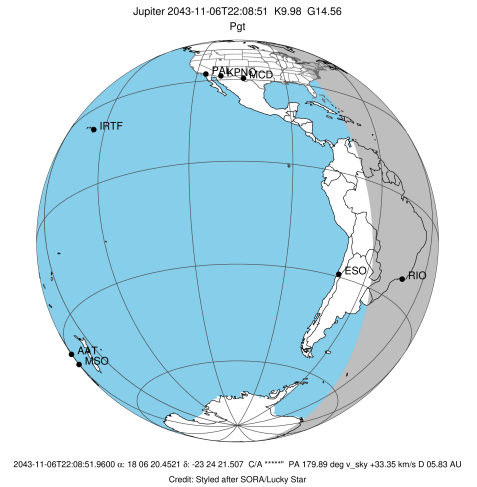 Jupiter 2043-11-06T22:08:51 K9.98 G14.56
Pgt
PAL
KPNO
MCD
IRTF
ESO
RIO
AAT
MSO
2043-11-06T22:08:51.9600 α: 18 06 20.4521 δ: -23 24 21.507 C/A *****" PA 179.89 deg v_sky +33.35 km/s D 05.83 AU
Credit: Styled after SORA/Lucky Star